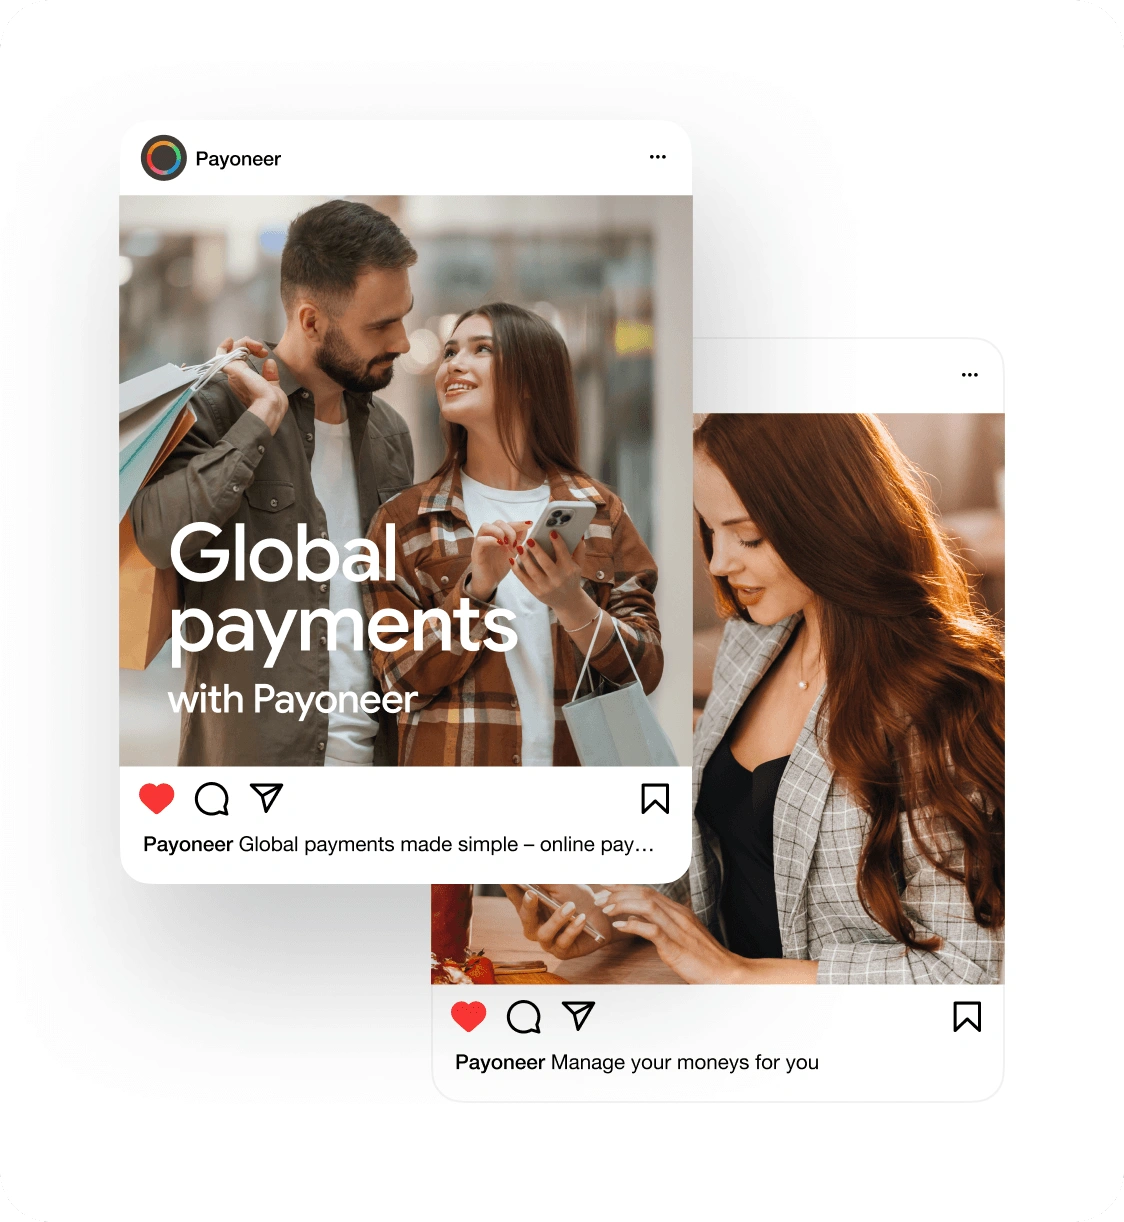 Payoneer
Global
payments
with Payoneer
Payoneer Global payments made simple – online pay…
Payoneer Manage your moneys for you